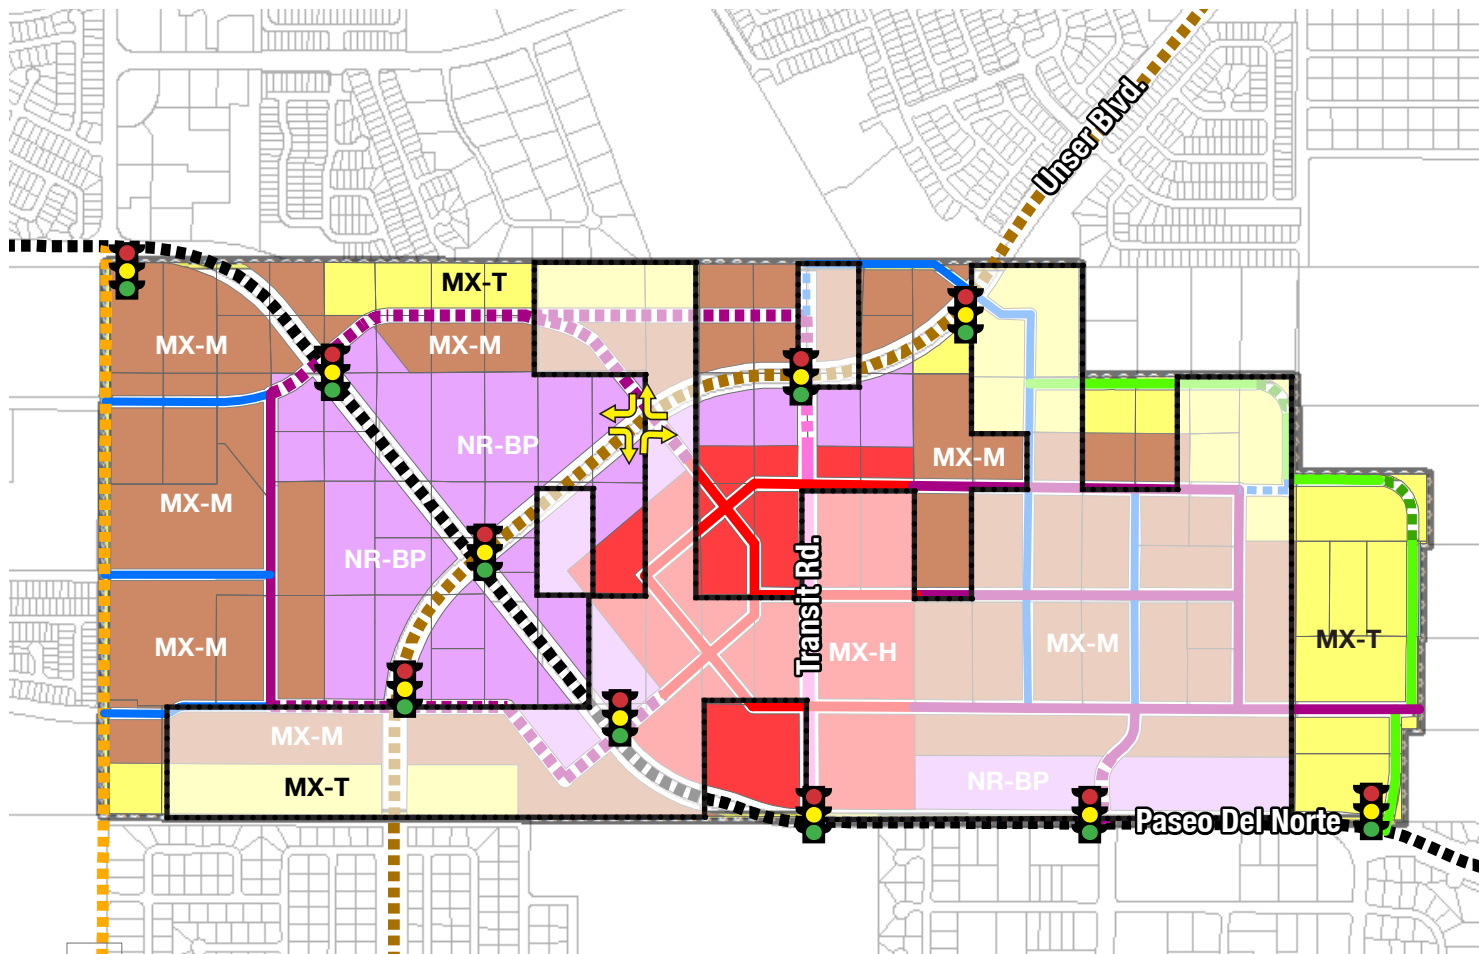 Unser Blvd.
MX-T
MX-M
MX-M
NR-BP
MX-M
MX-M
NR-BP
Transit Rd.
MX-M
MX-H
MX-M
MX-T
MX-M
NR-BP
MX-T
Paseo Del Norte